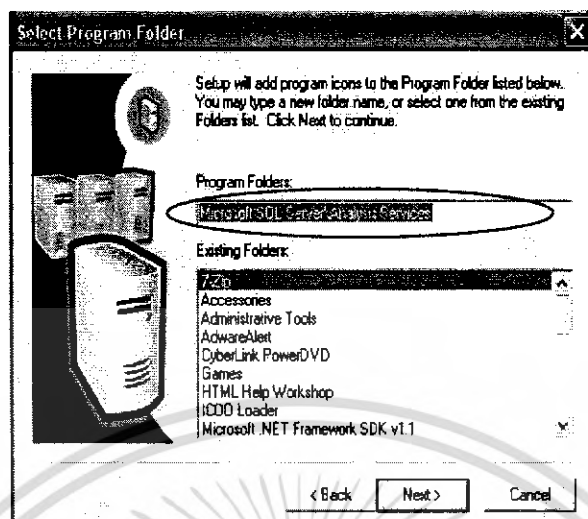 Select Program Folder
Setup will add program icons to the Program Folder listed below.
You may type a new folder name, or select one from the existing
Folders list. Click Next to continue.
Program Folders:
Microsoft SQL Server Analysis Services
Existing Folders:
7-Zip
Accessories
Administrative Tools
AdwareAlert
CyberLink PowerDVD
Games
HTML Help Workshop
ICOO Loader
Microsoft .NET Framework SDK v1.1
< Back
Next >
Cancel